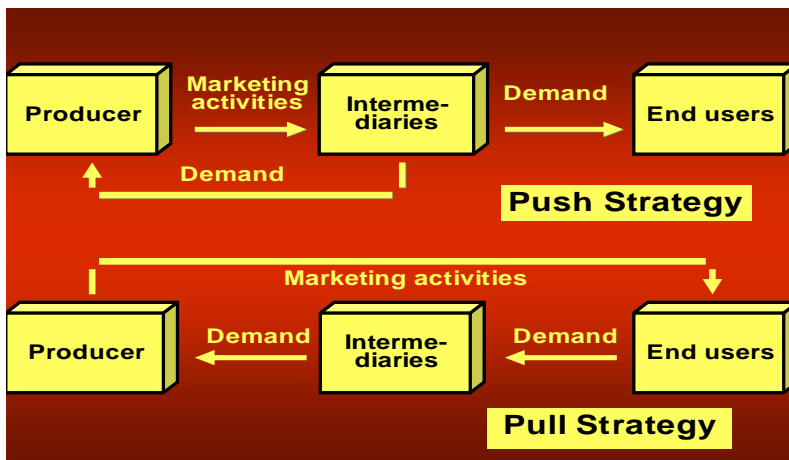 Producer
Marketing
activities
Interme-
diaries
Demand
End users
Demand
Push Strategy
Marketing activities
Producer
Demand
Interme-
diaries
Demand
End users
Pull Strategy